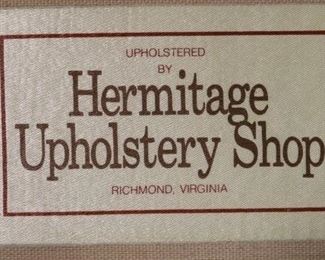 UPHOLSTERED
BY
Hermitage
Upholstery Shop
RICHMOND, VIRGINIA